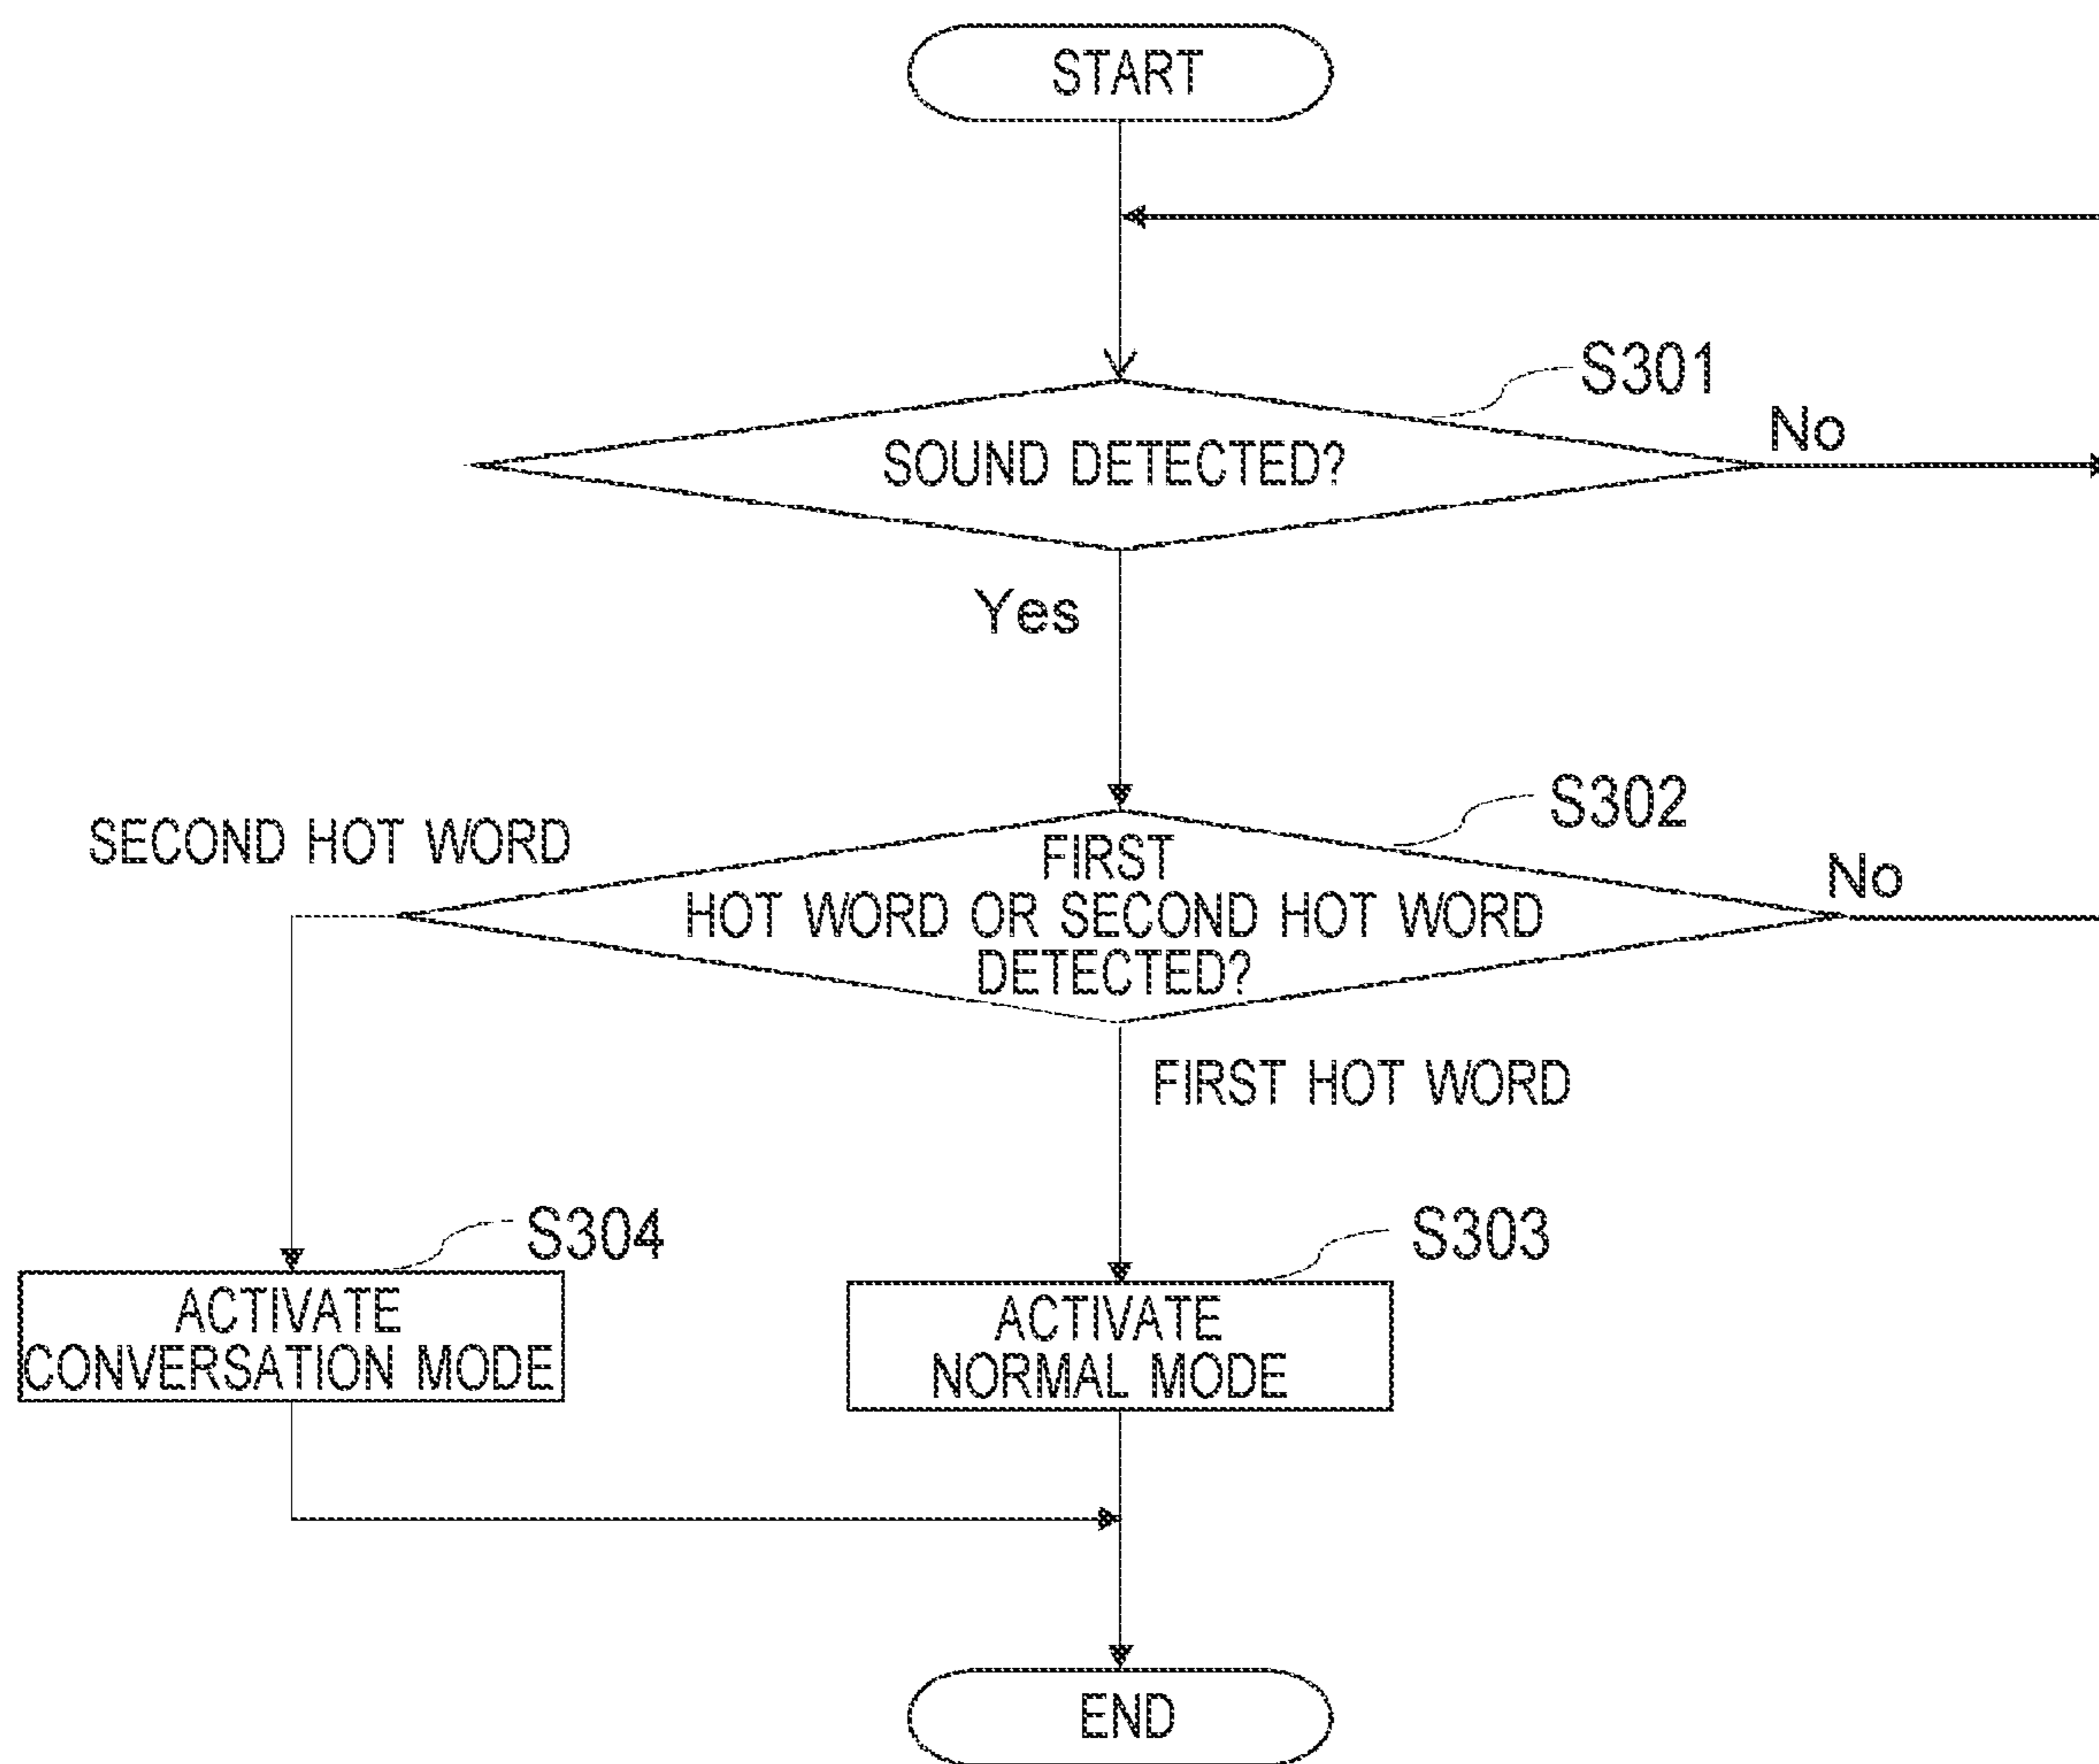 START
S301
SOUND DETECTED?
No
Yes
S302
SECOND HOT WORD
FIRST
HOT WORD OR SECOND HOT WORD
DETECTED?
No
FIRST HOT WORD
S304
S303
ACTIVATE
CONVERSATION MODE
ACTIVATE
NORMAL MODE
END